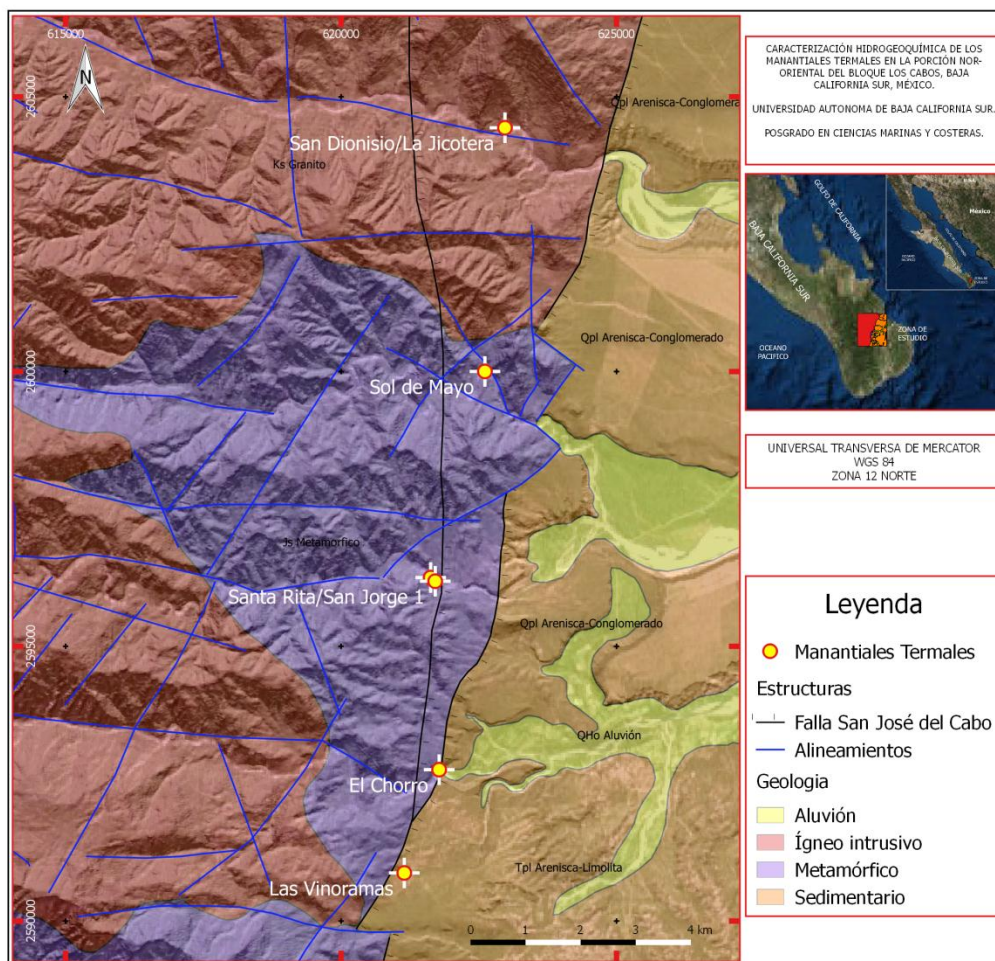 615000
620000
625000
N
2605000
Qpl Arenisca-Conglomera
San Dionisio/La Jicotera
Ks Granito
Qpl Arenisca-Conglomerado
2600000
Sol de Mayo
Js Metamorfico
Santa Rita/San Jorge 1
Qpl Arenisca-Conglomerado
2595000
QHo Aluvión
El Chorro
Tpl Arenisca-Limolita
Las Vinoramas
2590000
0 1 2 3 4 km
CARACTERIZACIÓN HIDROGEOQUÍMICA DE LOS
MANANTIALES TERMALES EN LA PORCIÓN NOR-
ORIENTAL DEL BLOQUE LOS CABOS, BAJA
CALIFORNIA SUR, MÉXICO.
UNIVERSIDAD AUTONOMA DE BAJA CALIFORNIA SUR.
POSGRADO EN CIENCIAS MARINAS Y COSTERAS.
GOLFO DE CALIFORNIA
México
BAJA CALIFORNIA SUR
ZONA DE
ESTUDIO
OCEANO
PACIFICO
UNIVERSAL TRANSVERSA DE MERCATOR
WGS 84
ZONA 12 NORTE
Leyenda
Manantiales Termales
Estructuras
Falla San José del Cabo
Alineamientos
Geologia
Aluvión
Ígneo intrusivo
Metamórfico
Sedimentario